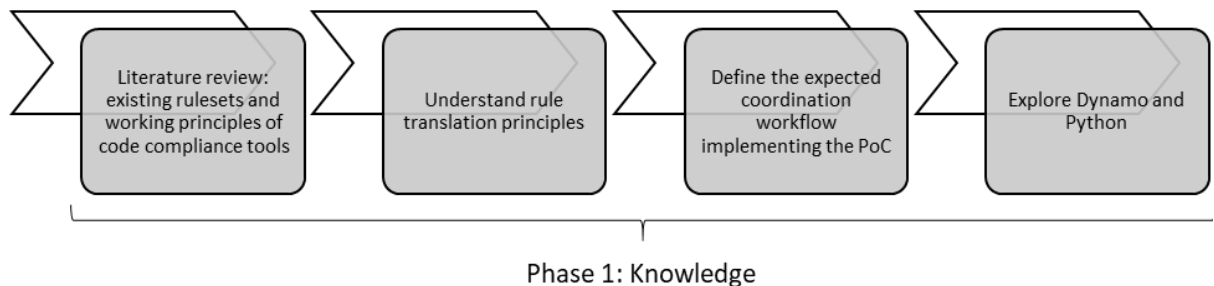 Literature review:
existing rulesets and
working principles of
code compliance tools
Understand rule
translation principles
Define the expected
coordination
workflow
implementing the PoC
Explore Dynamo and
Python
Phase 1: Knowledge